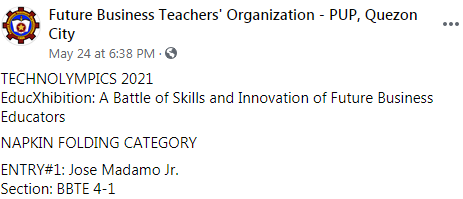 Future Business Teachers' Organization - PUP, Quezon
City
May 24 at 6:38 PM ·
TECHNOLYMPICS 2021
EducXhibition: A Battle of Skills and Innovation of Future Business
Educators
NAPKIN FOLDING CATEGORY
ENTRY#1: Jose Madamo Jr.
Section: BBTE 4-1